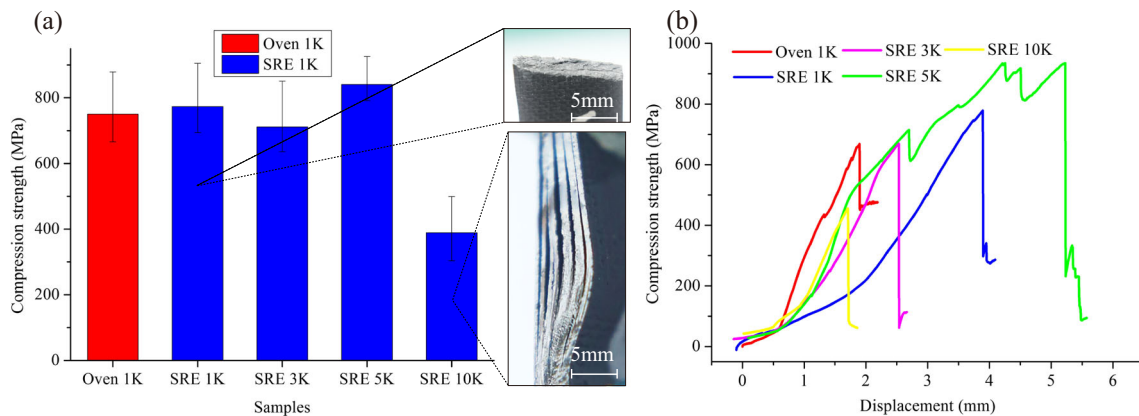 (a)
Oven 1K
SRE 1K
Compression strength (MPa)
800
600
400
200
0
Oven 1K SRE 1K SRE 3K SRE 5K SRE 10K
Samples
5mm
5mm
(b)
Oven 1K SRE 3K SRE 10K
SRE 1K SRE 5K
Compression strength (MPa)
1000
800
600
400
200
0
0 1 2 3 4 5 6
Displacement (mm)